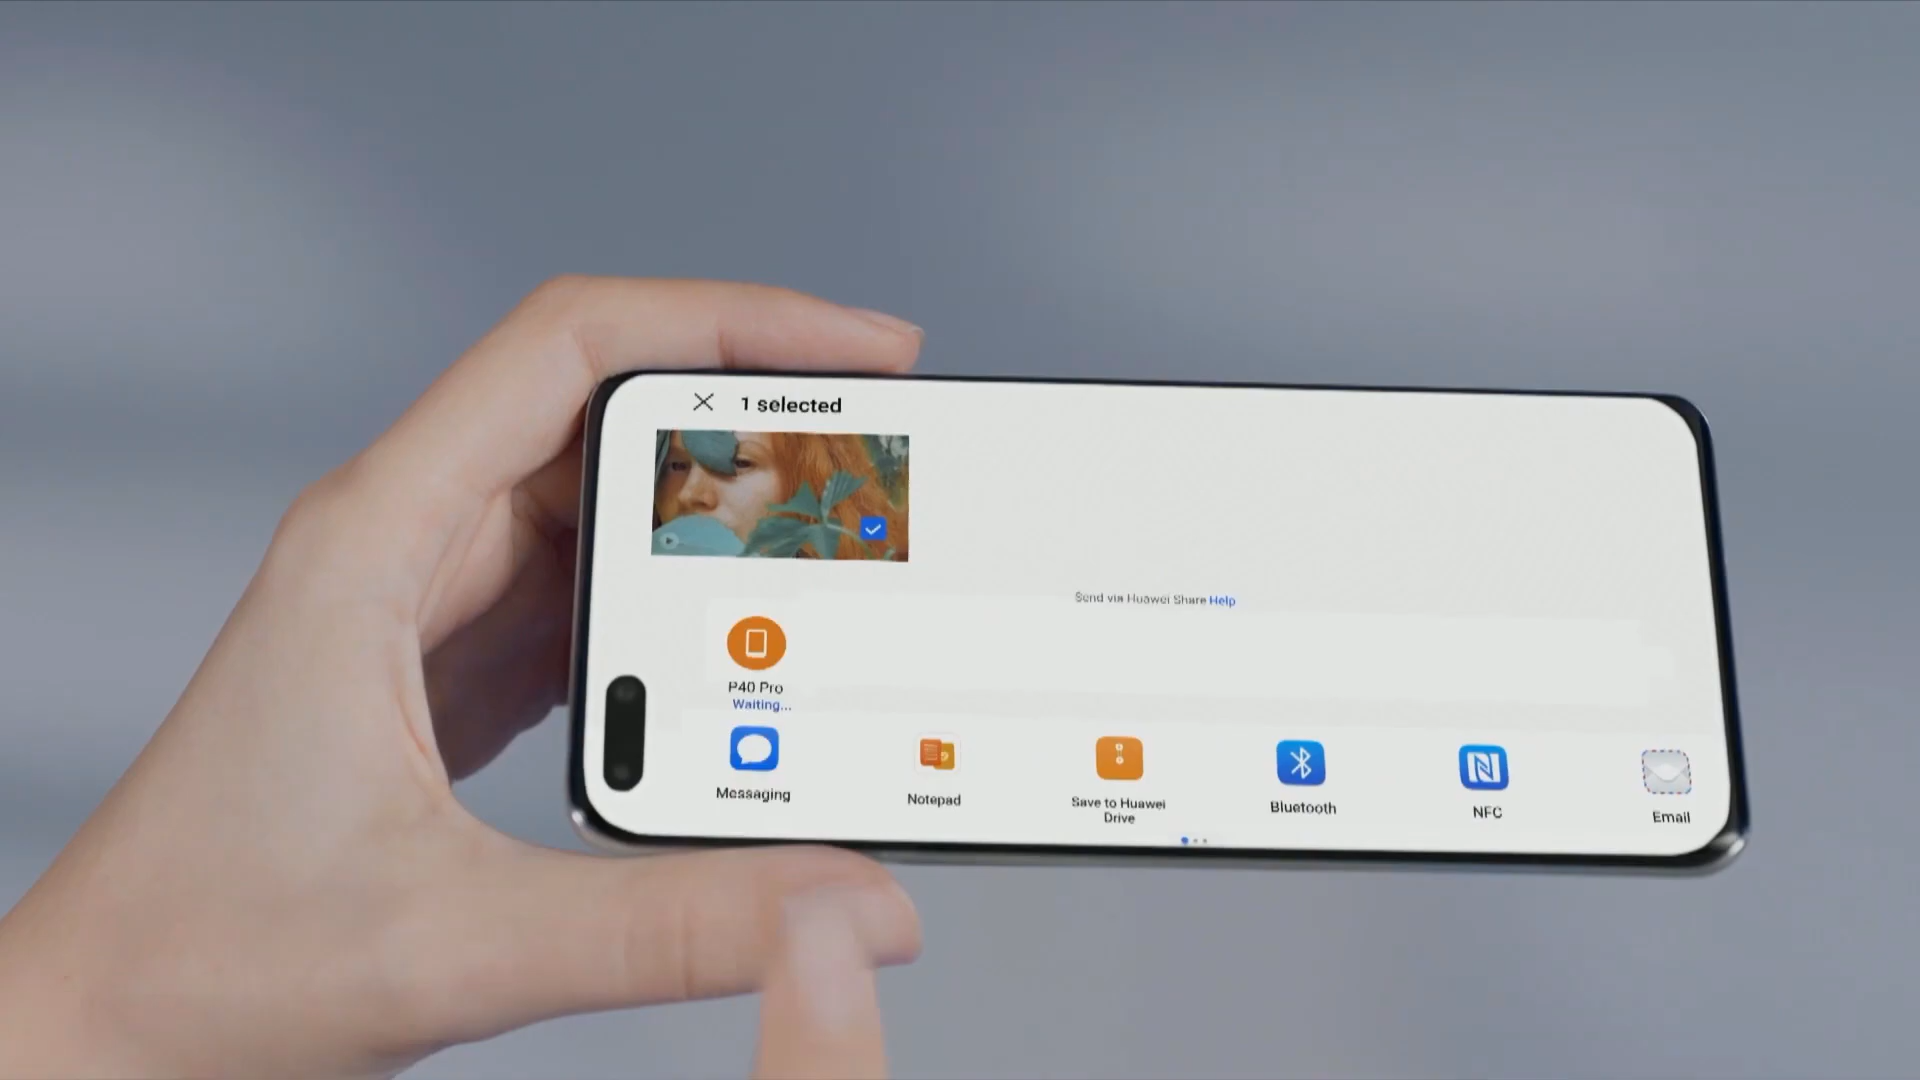 1 selected
Send via Huawei Share Help
P40 Pro
Waiting...
Messaging
Notepad
Save to Huawei
Drive
Bluetooth
NFC
Email